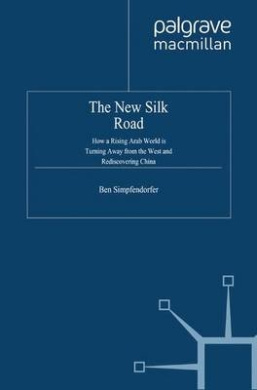 palgrave
macmillan
The New Silk
Road
How a Rising Arab World is
Turning Away from the West and
Rediscovering China
Ben Simpfendorfer